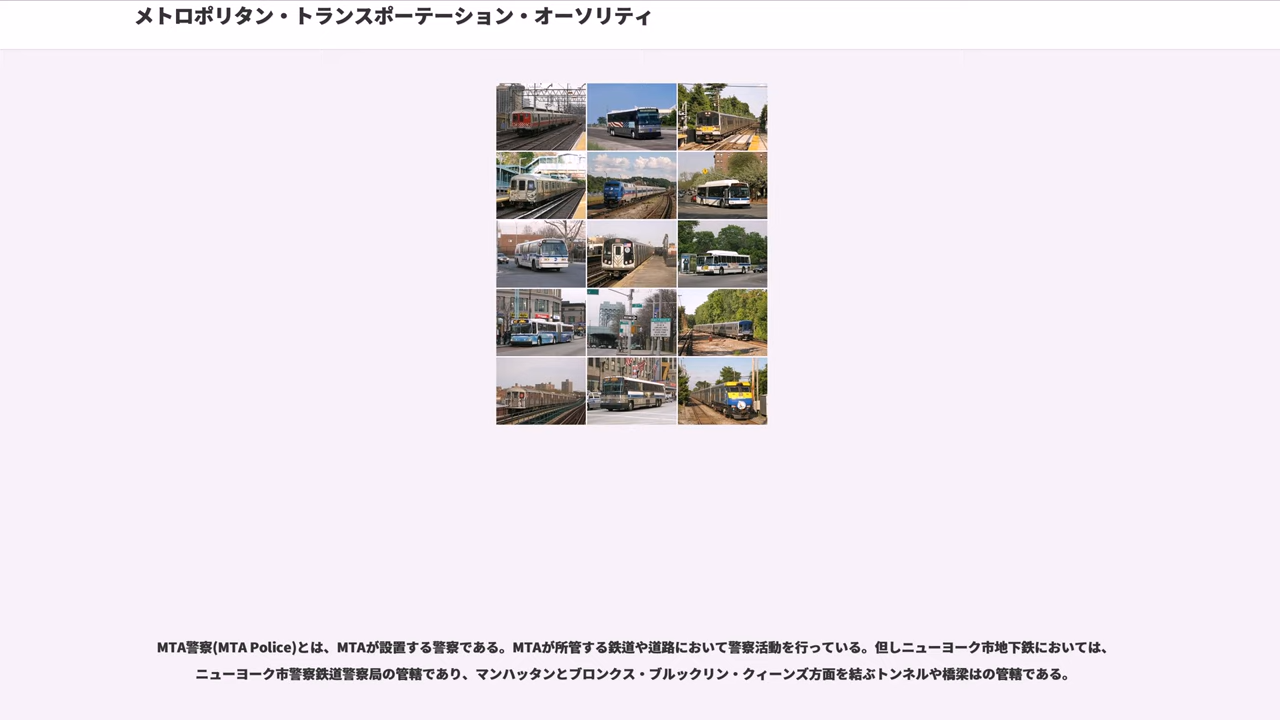 メトロポリタン・トランスポーテーション・オーソリティ
MTA警察(MTA Police)とは、MTAが設置する警察である。MTAが所管する鉄道や道路において警察活動を行っている。但しニューヨーク市地下鉄においては、
ニューヨーク市警察鉄道警察局の管轄であり、マンハッタンとブロンクス・ブルックリン・クィーンズ方面を結ぶトンネルや橋梁はの管轄である。